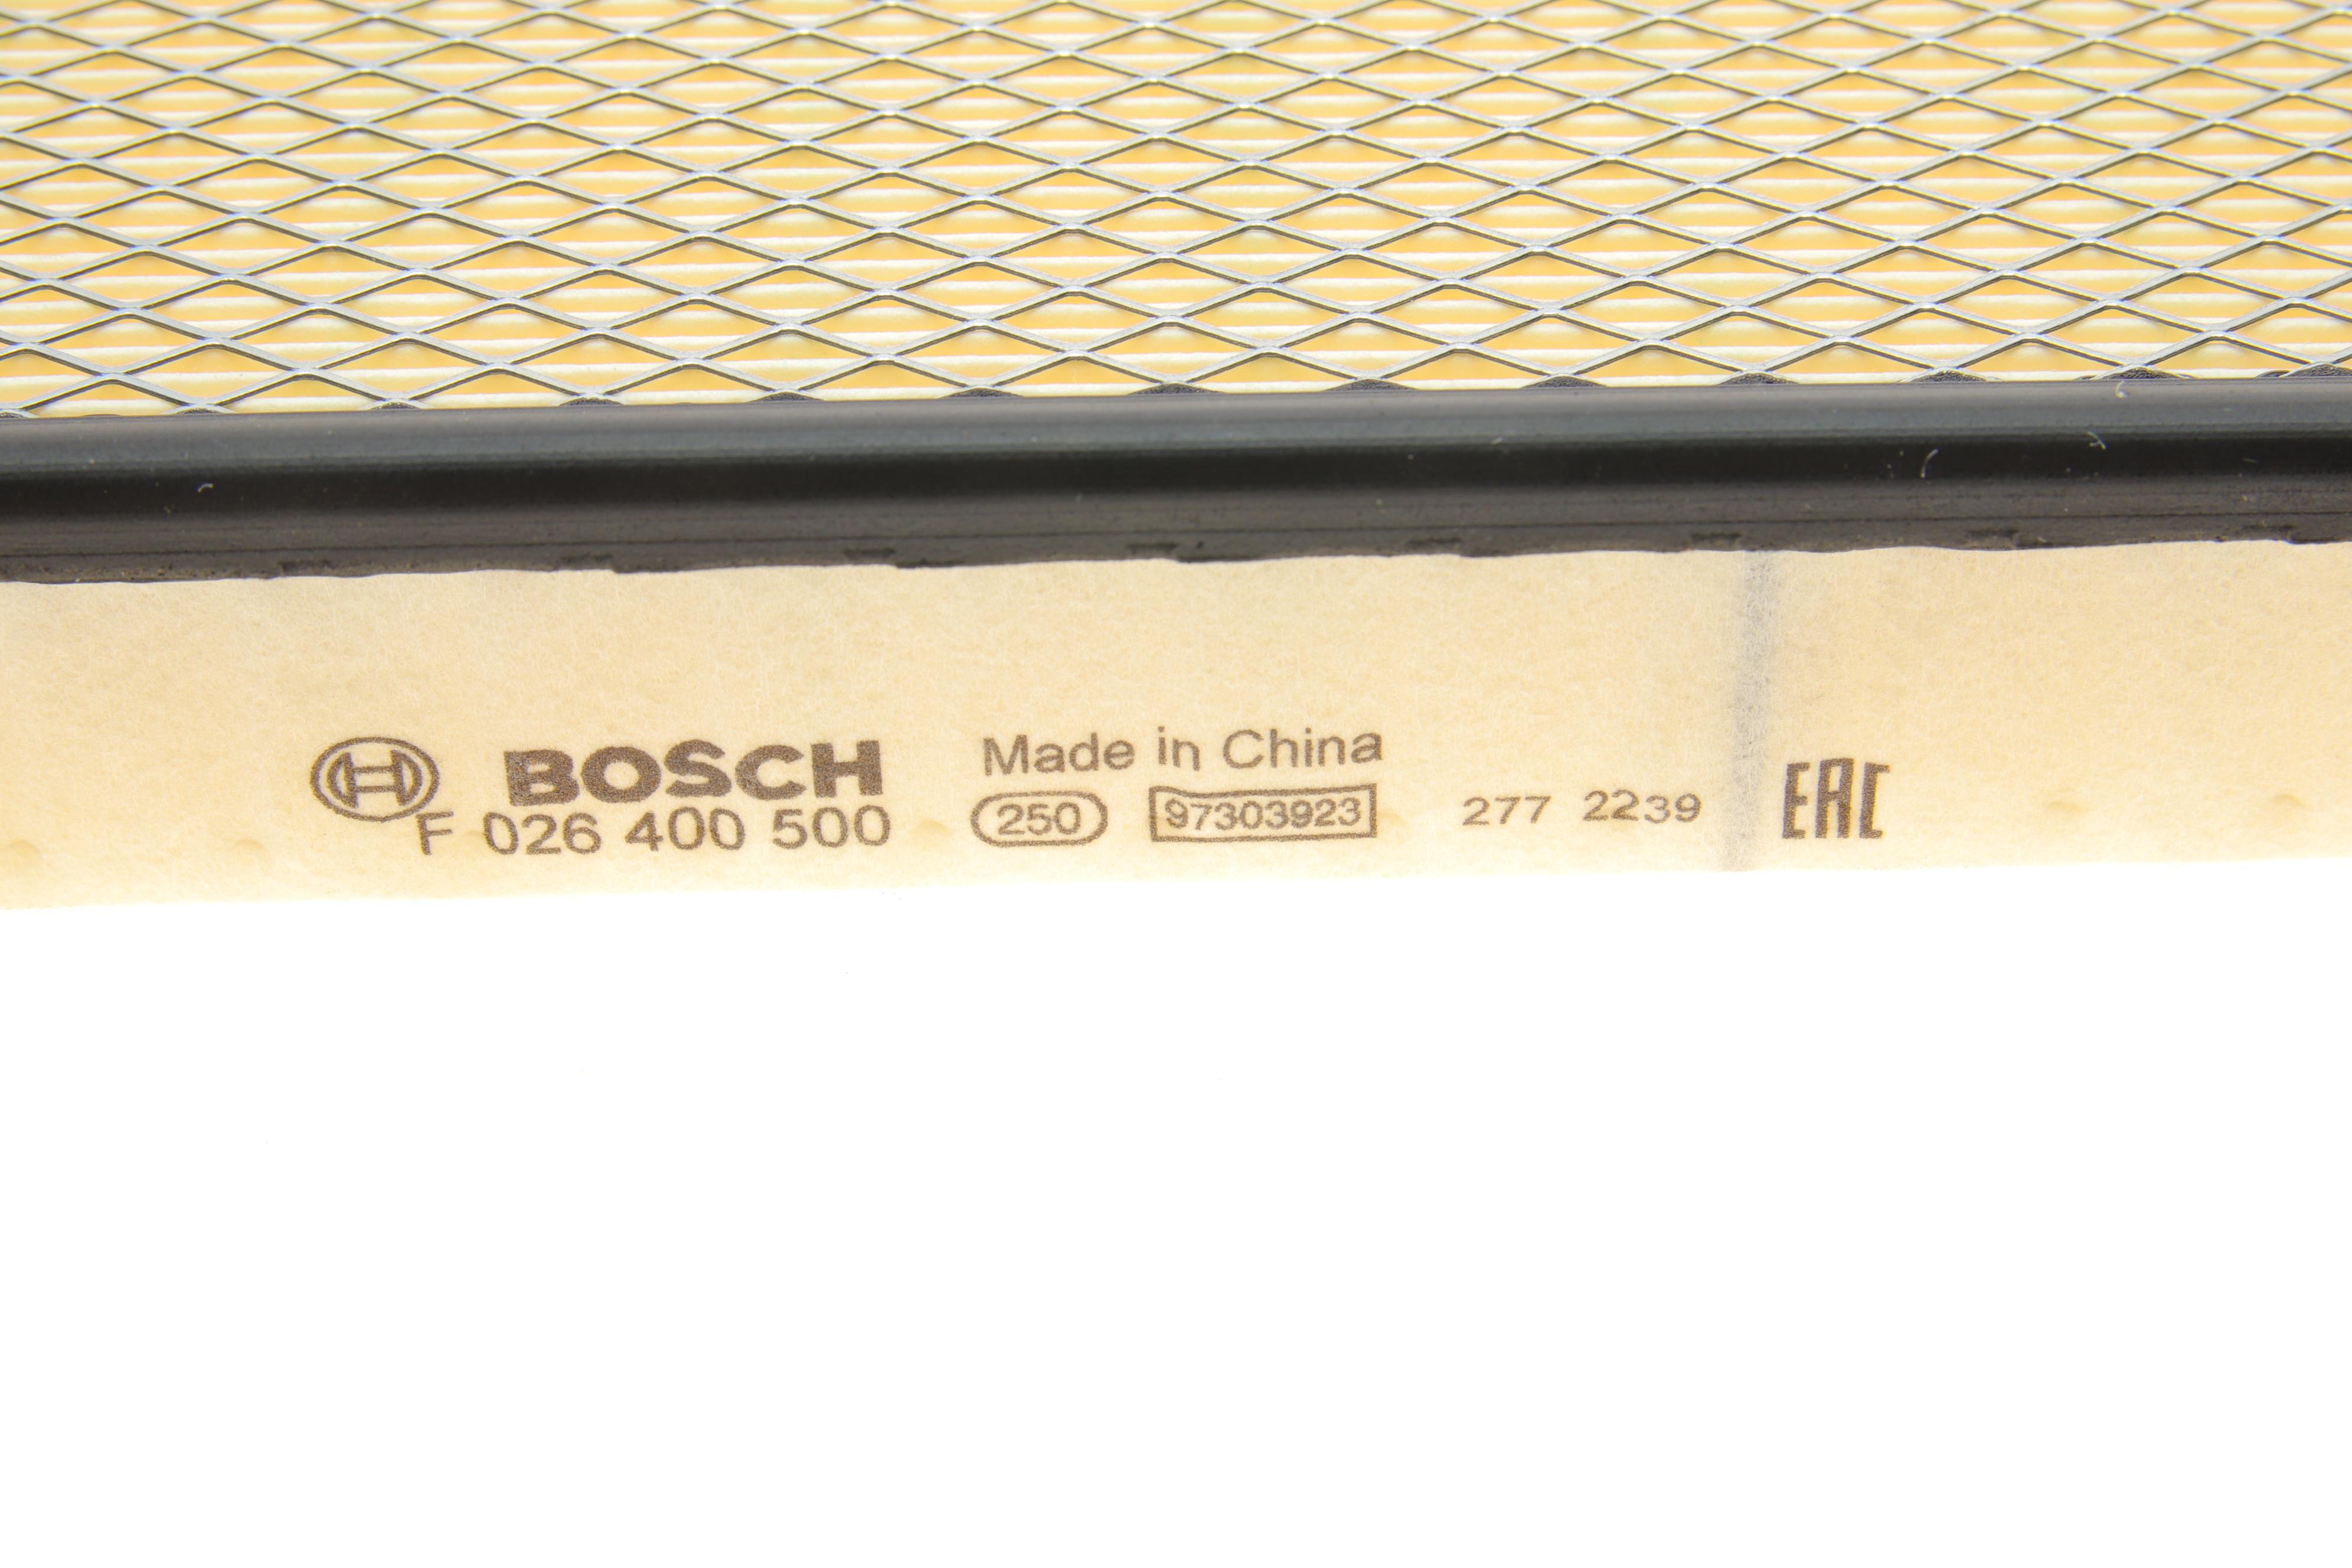 BOSCH
F 026 400 500
Made in China
250 97303923 277 2239
EAC